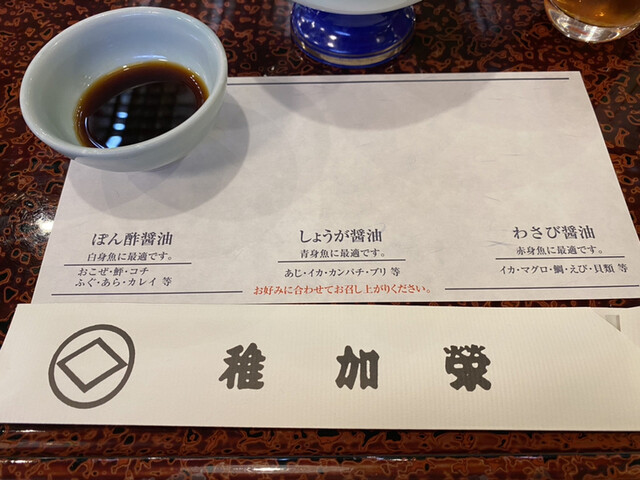 ぽん酢醤油
白身魚に最適です。
おこぜ・鮃・コチ
ふぐ・あら・カレイ 等
しょうが醤油
青身魚に最適です。
あじ・イカ・カンパチ・ブリ 等
わさび醤油
赤身魚に最適です。
イカ・マグロ・鯛・えび・貝類 等
お好みに合わせてお召し上がりください。
稚加榮